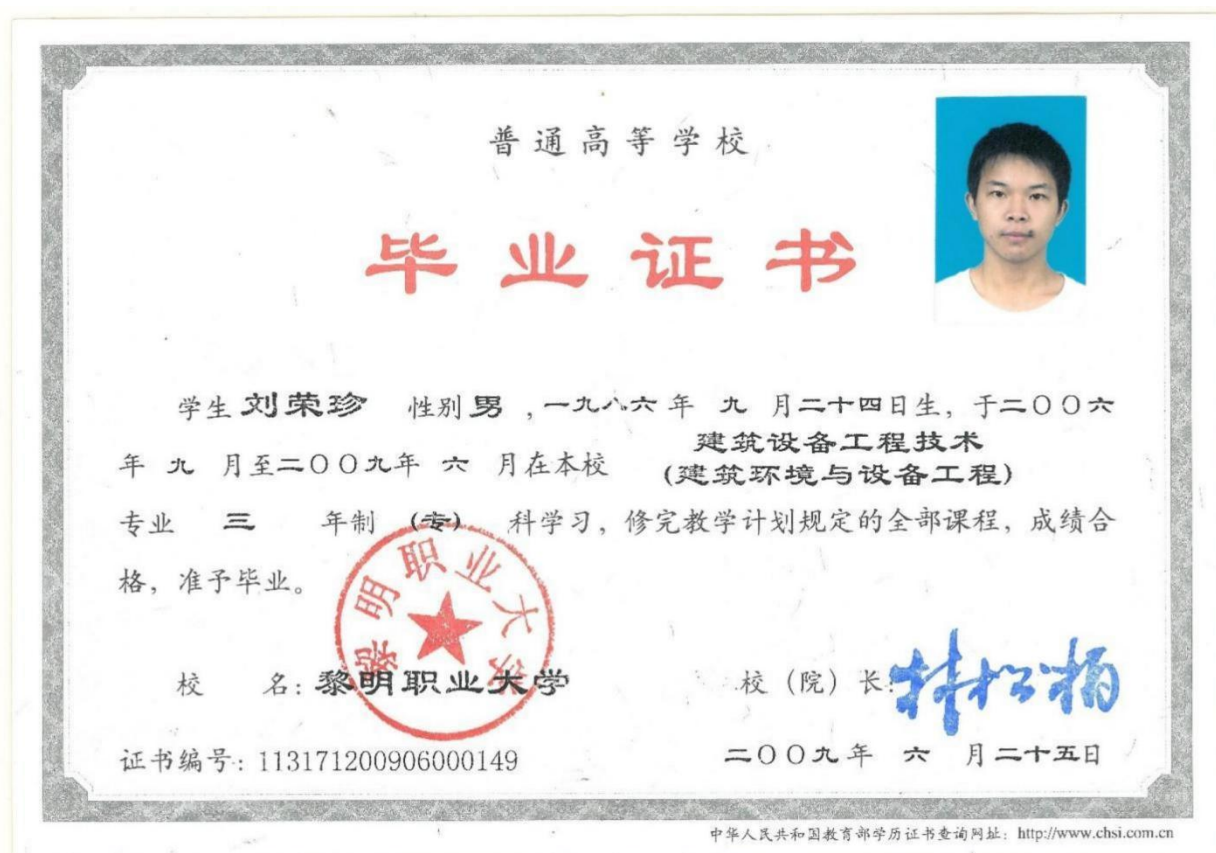 普通高等学校
毕业证书
学生 刘荣珍 性别 男 ，一九八六 年 九 月二十四日生，于二〇〇六
年 九 月至二〇〇九年 六 月在本校 建筑设备工程技术
(建筑环境与设备工程)
专业 三 年制 (专) 科学习，修完教学计划规定的全部课程，成绩合
格，准予毕业。
黎明职业大学
校 名：黎明职业大学
校（院）长：林松柏
证书编号：113171200906000149
二〇〇九年 六 月二十五日
中华人民共和国教育部学历证书查询网址：http://www.chsi.com.cn